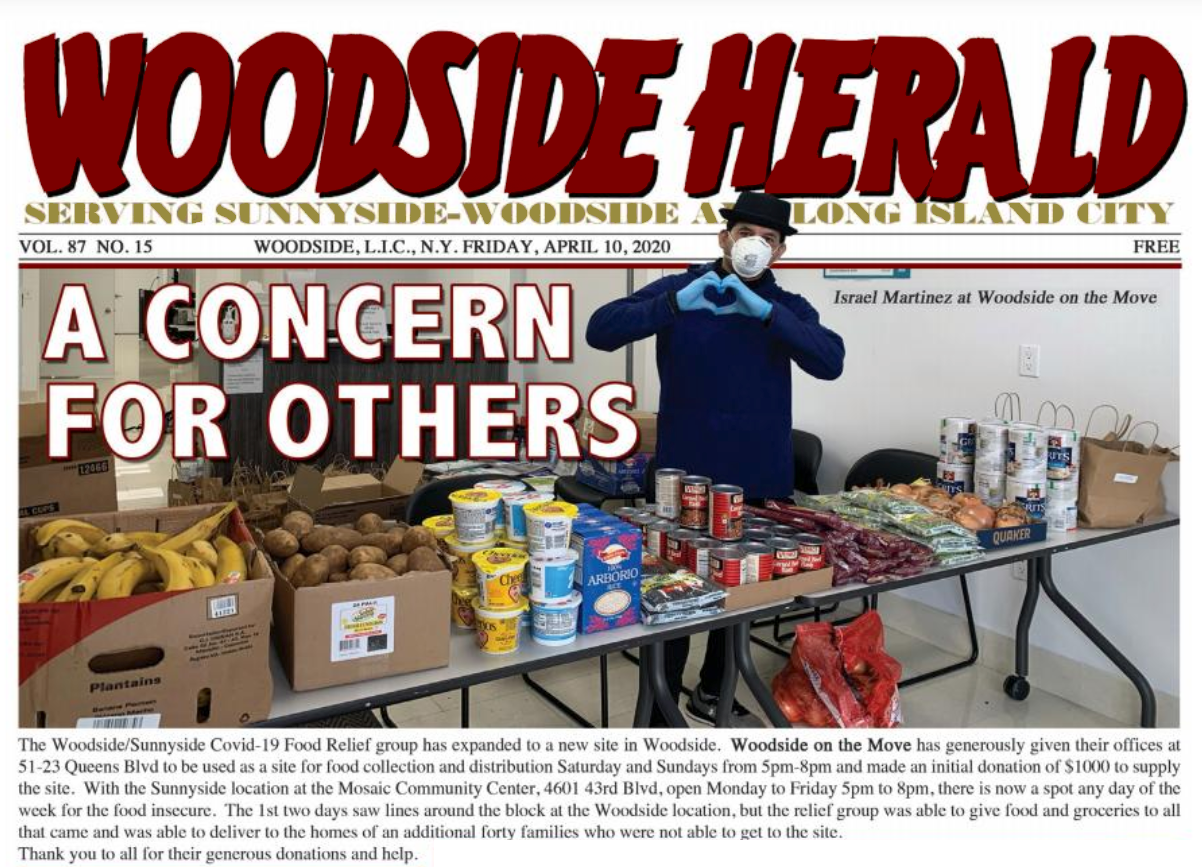 WOODSIDE HERALD
SERVING SUNNYSIDE-WOODSIDE A LONG ISLAND CITY
VOL. 87 NO. 15 WOODSIDE, L.I.C., N.Y. FRIDAY, APRIL 10, 2020 FREE
Israel Martinez at Woodside on the Move
A CONCERN
FOR OTHERS
12066
GRITS
QUAKER
100%
ARBORIO
RICE
Plantains
The Woodside/Sunnyside Covid-19 Food Relief group has expanded to a new site in Woodside. Woodside on the Move has generously given their offices at
51-23 Queens Blvd to be used as a site for food collection and distribution Saturday and Sundays from 5pm-8pm and made an initial donation of $1000 to supply
the site. With the Sunnyside location at the Mosaic Community Center, 4601 43rd Blvd, open Monday to Friday 5pm to 8pm, there is now a spot any day of the
week for the food insecure. The 1st two days saw lines around the block at the Woodside location, but the relief group was able to give food and groceries to all
that came and was able to deliver to the homes of an additional forty families who were not able to get to the site.
Thank you to all for their generous donations and help.